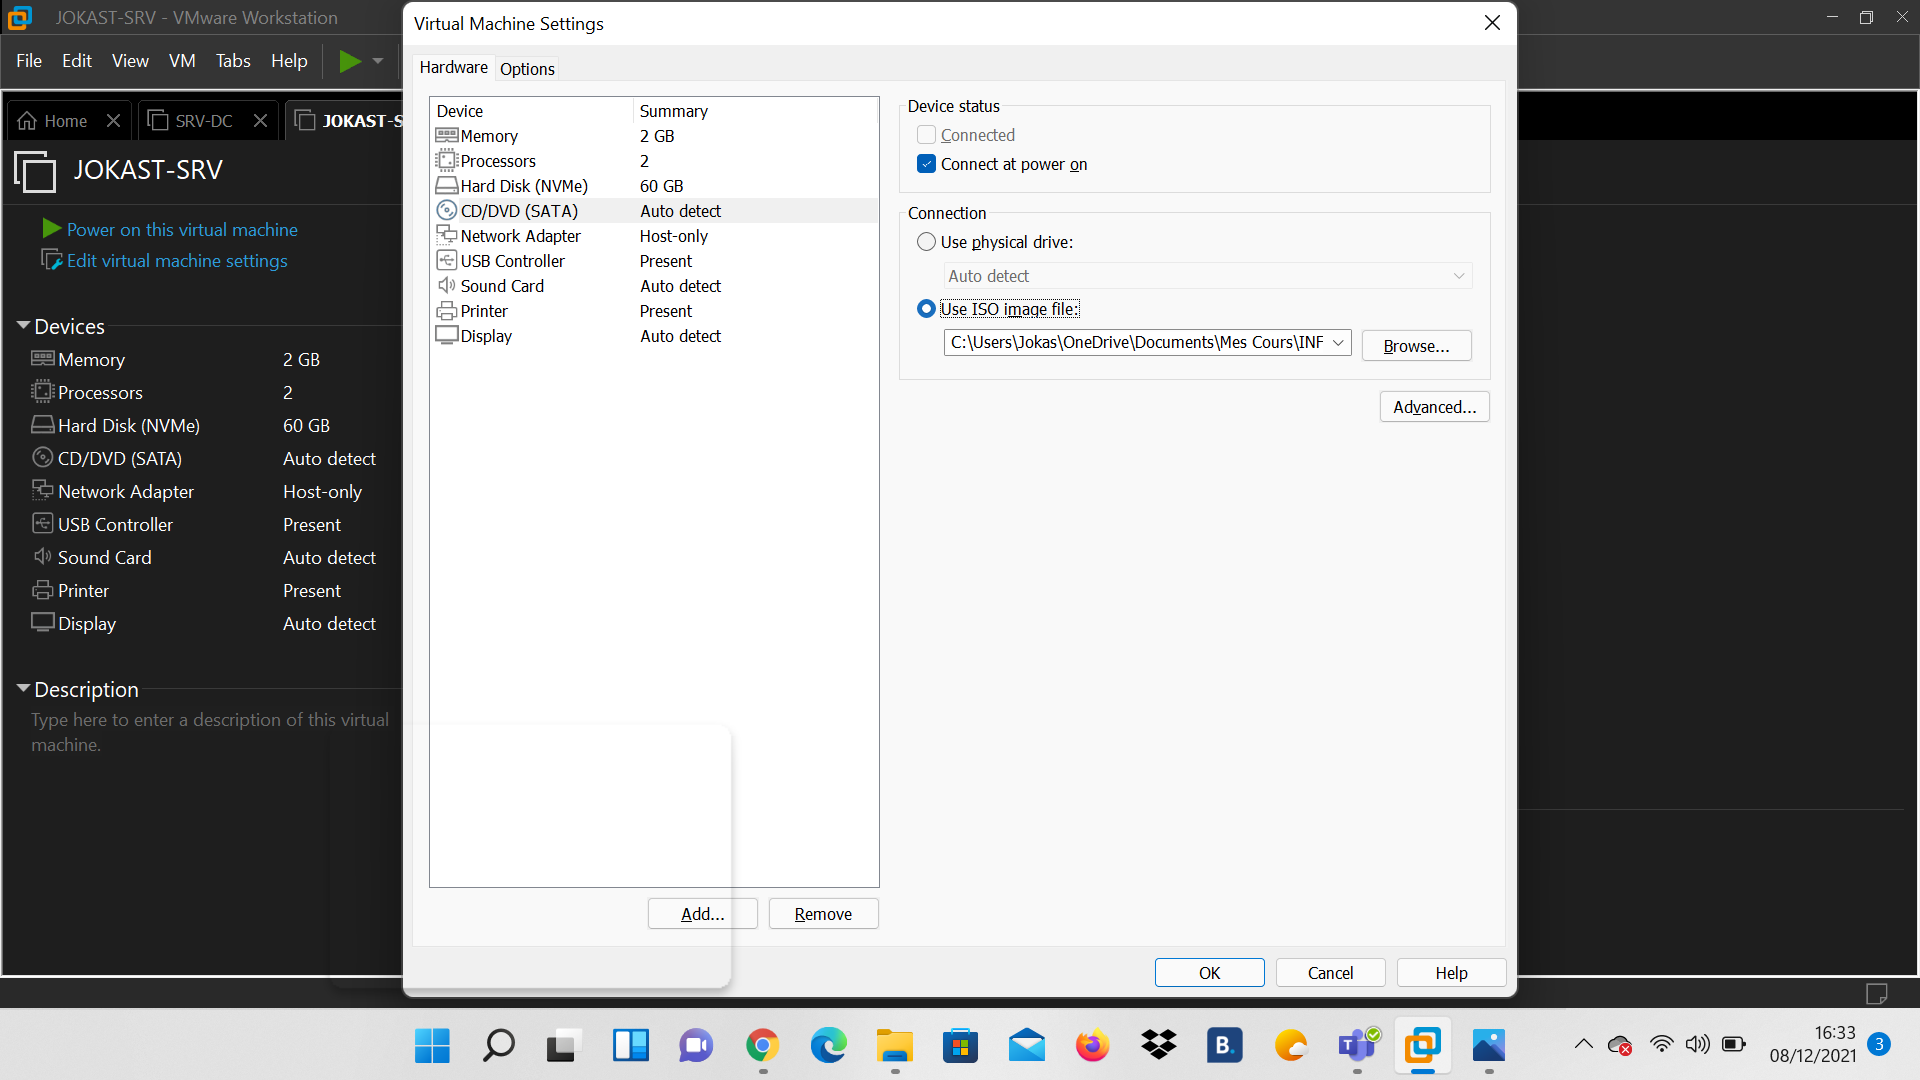 JOKAST-SRV - VMware Workstation
File Edit View VM Tabs Help
Home SRV-DC JOKAST-S
JOKAST-SRV
Power on this virtual machine
Edit virtual machine settings
Devices
Memory 2 GB
Processors 2
Hard Disk (NVMe) 60 GB
CD/DVD (SATA) Auto detect
Network Adapter Host-only
USB Controller Present
Sound Card Auto detect
Printer Present
Display Auto detect
Description
Type here to enter a description of this virtual
machine.
Virtual Machine Settings
Hardware Options
Device Summary
Memory 2 GB
Processors 2
Hard Disk (NVMe) 60 GB
CD/DVD (SATA) Auto detect
Network Adapter Host-only
USB Controller Present
Sound Card Auto detect
Printer Present
Display Auto detect
Add... Remove
Device status
Connected
Connect at power on
Connection
Use physical drive:
Auto detect
Use ISO image file:
C:\Users\Jokas\OneDrive\Documents\Mes Cours\INF
Browse...
Advanced...
OK Cancel Help
B.
T
16:33
08/12/2021
3